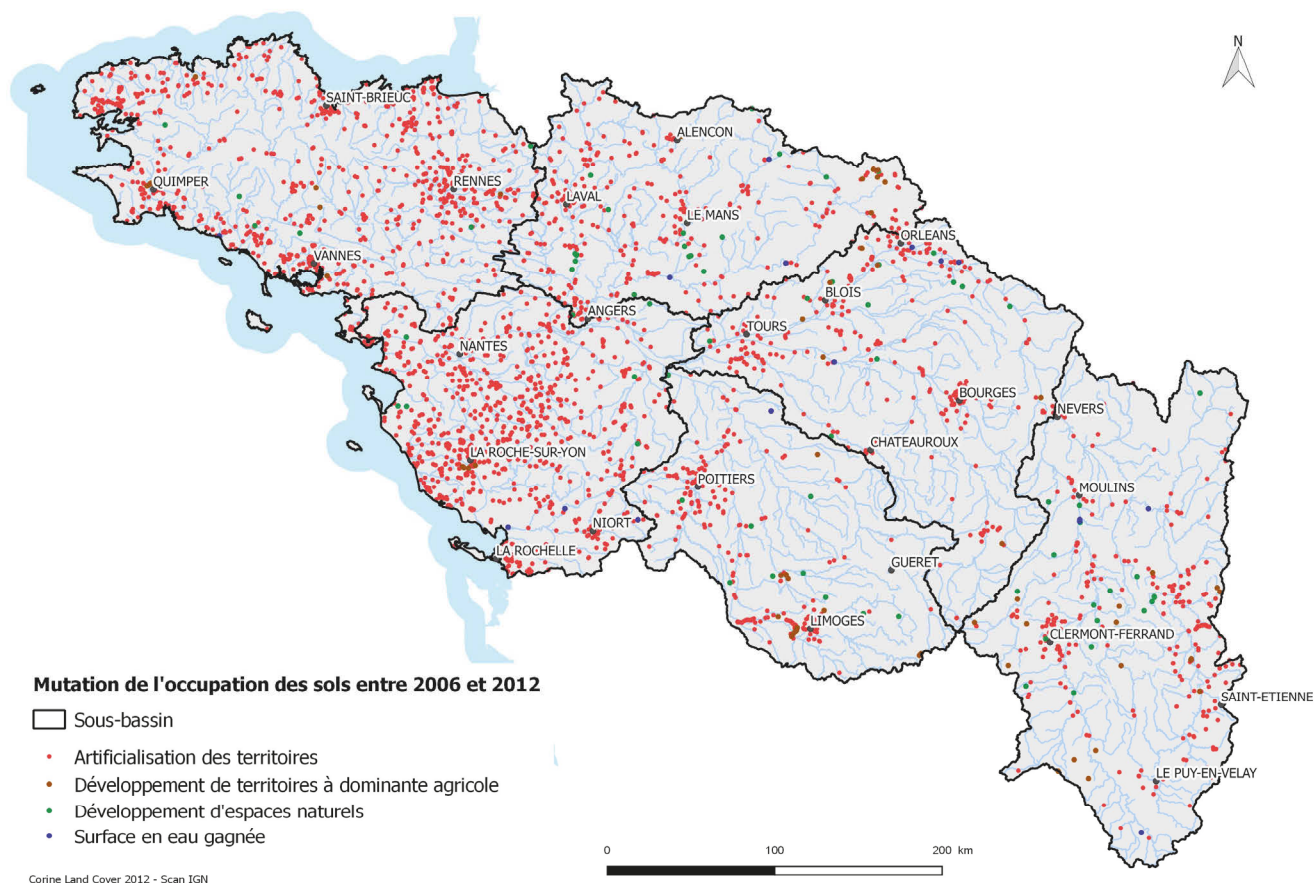 N
SAINT-BRIEUC
ALENCON
QUIMPER
RENNES
LAVAL
LE MANS
ORLEANS
VANNES
BLOIS
ANGERS
TOURS
NANTES
BOURGES
NEVERS
CHATEAUROUX
LA ROCHE-SUR-YON
POITIERS
MOULINS
NIORT
LA ROCHELLE
GUERET
LIMOGES
CLERMONT-FERRAND
SAINT-ETIENNE
LE PUY-EN-VELAY
Mutation de l'occupation des sols entre 2006 et 2012
Sous-bassin
Artificialisation des territoires
Développement de territoires à dominante agricole
Développement d'espaces naturels
Surface en eau gagnée
0 100 200 km
Corine Land Cover 2012 - Scan IGN